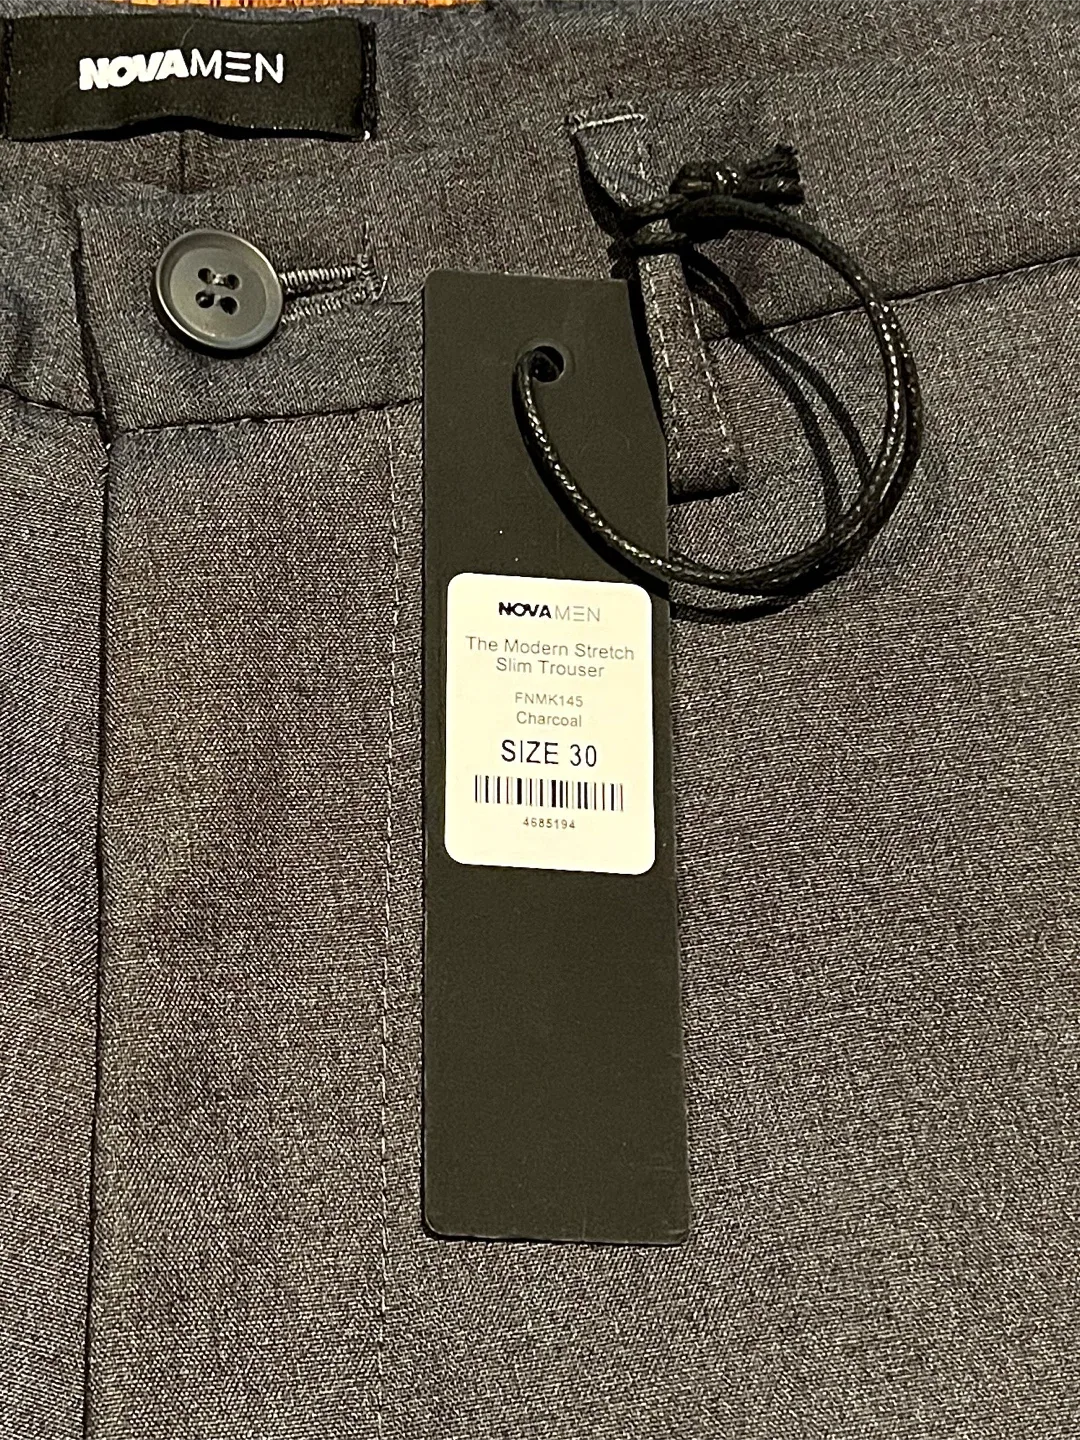 NOVAMEN
NOVAMEN
The Modern Stretch
Slim Trouser
FNMK145
Charcoal
SIZE 30
4685194